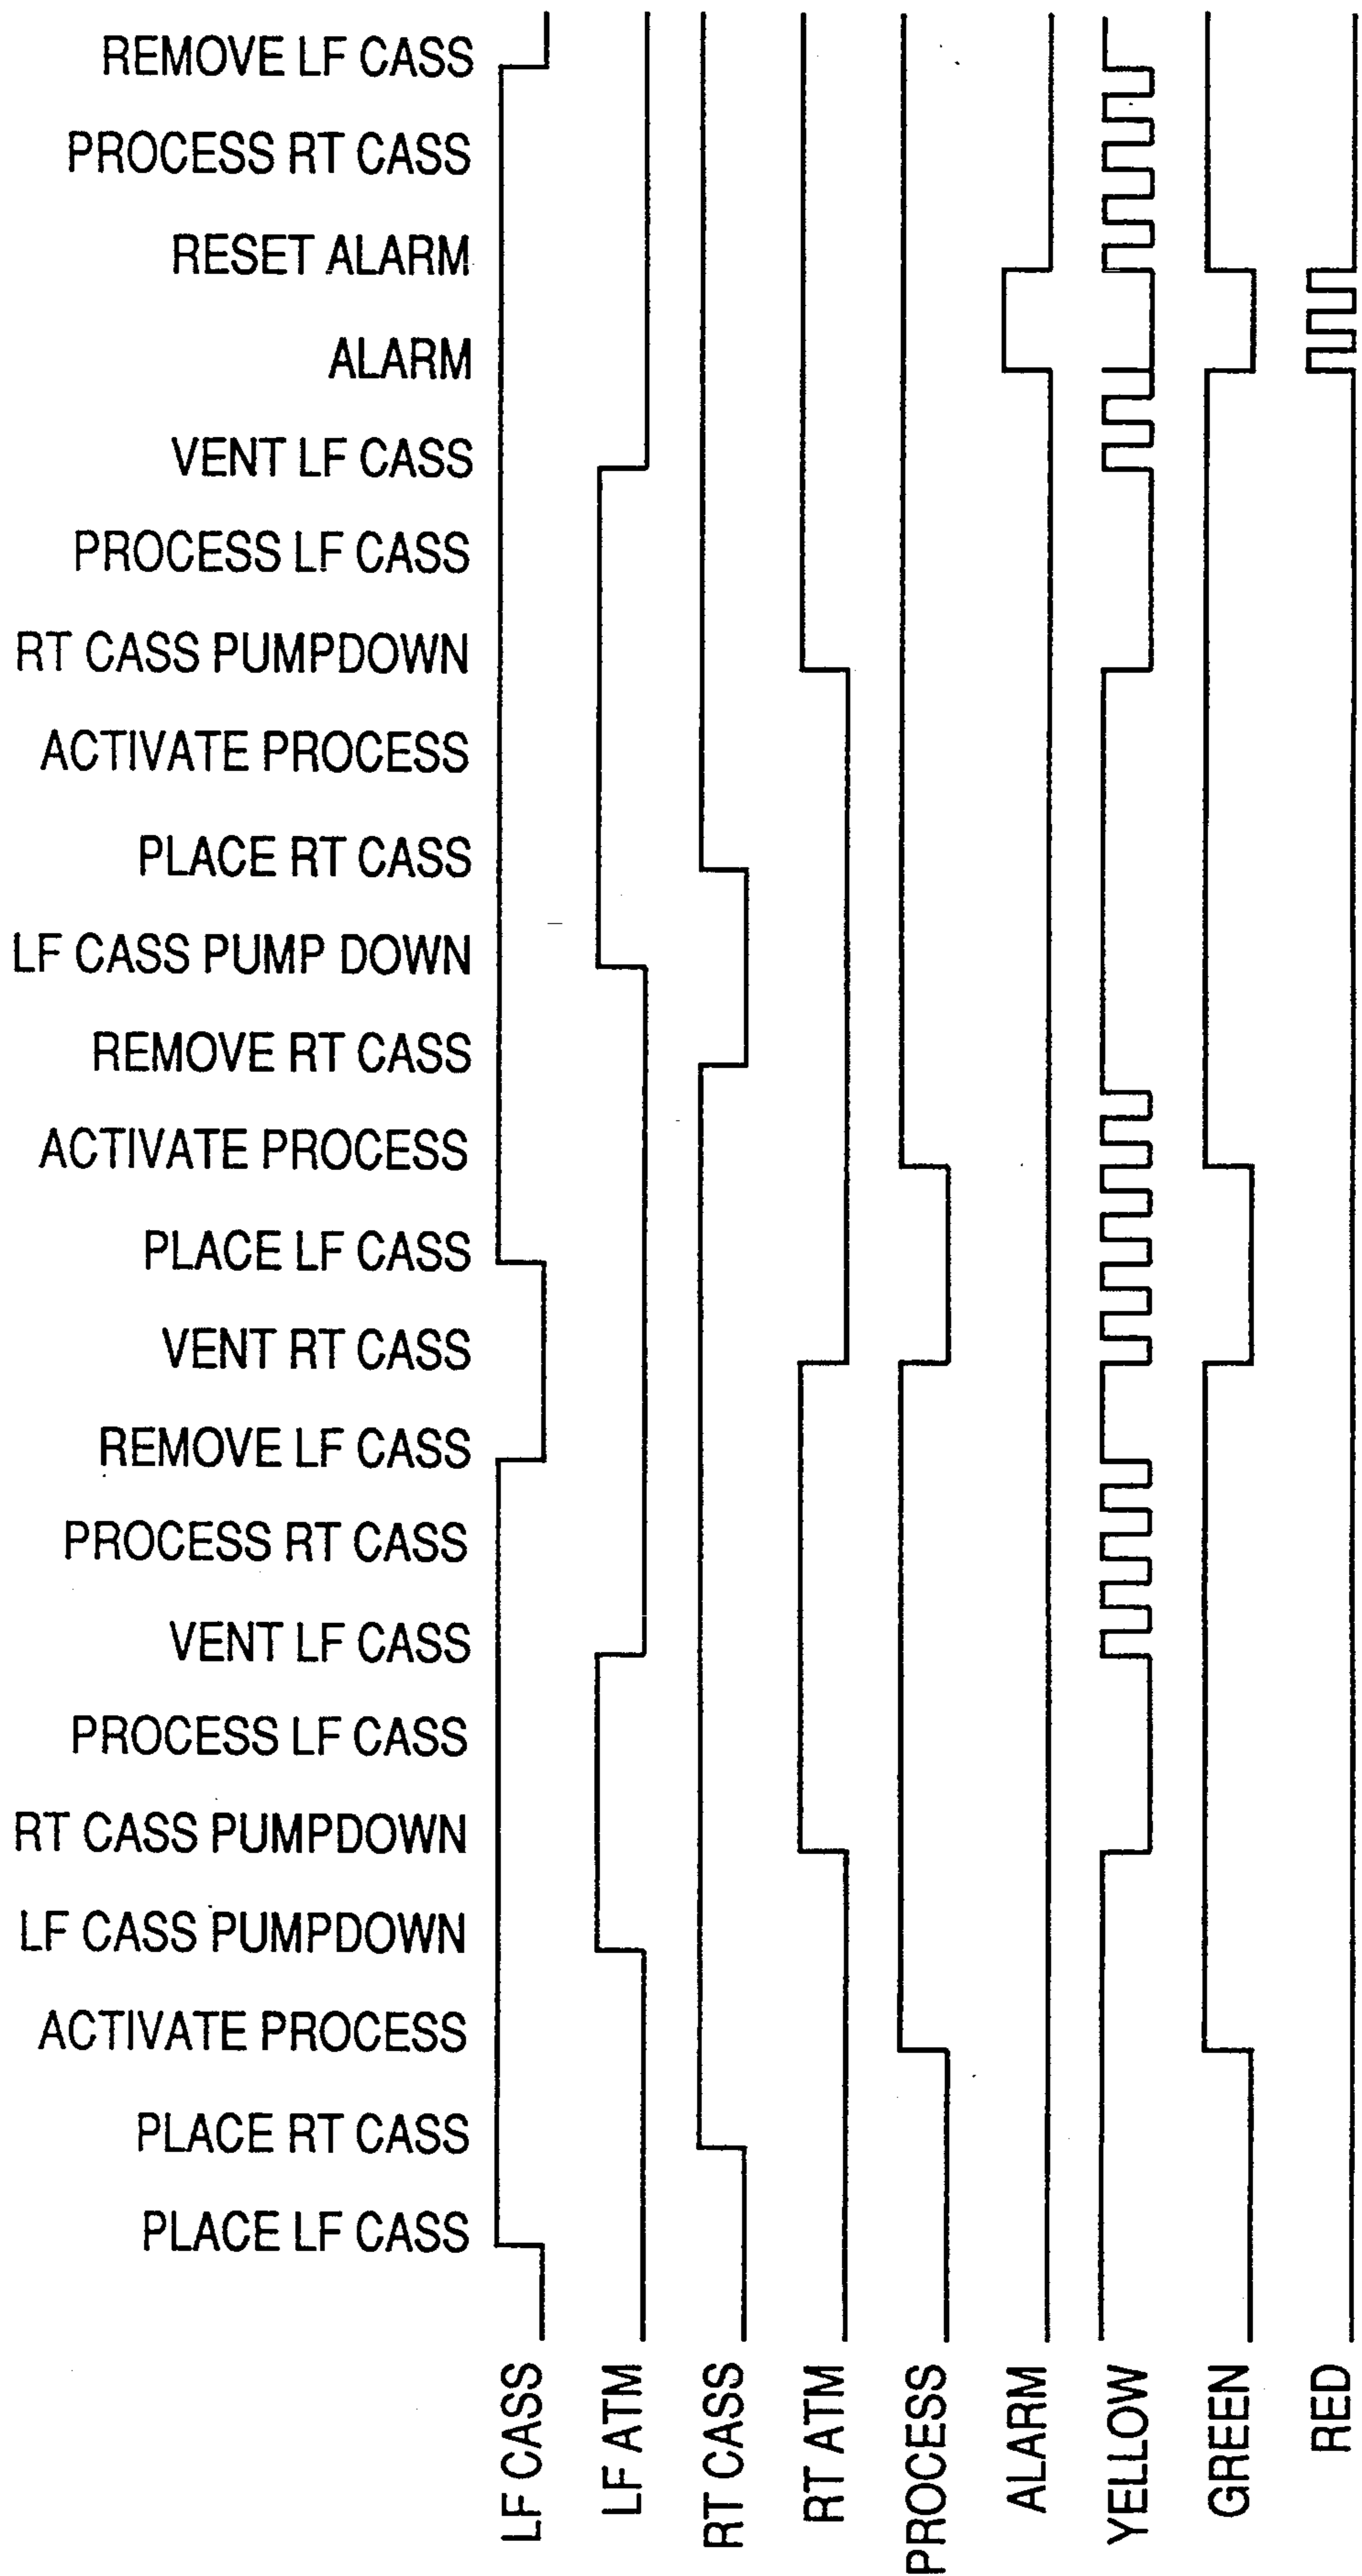 REMOVE LF CASS
PROCESS RT CASS
RESET ALARM
ALARM
VENT LF CASS
PROCESS LF CASS
RT CASS PUMPDOWN
ACTIVATE PROCESS
PLACE RT CASS
LF CASS PUMP DOWN
REMOVE RT CASS
ACTIVATE PROCESS
PLACE LF CASS
VENT RT CASS
REMOVE LF CASS
PROCESS RT CASS
VENT LF CASS
PROCESS LF CASS
RT CASS PUMPDOWN
LF CASS PUMPDOWN
ACTIVATE PROCESS
PLACE RT CASS
PLACE LF CASS
LF CASS
LF ATM
RT CASS
RT ATM
PROCESS
ALARM
YELLOW
GREEN
RED